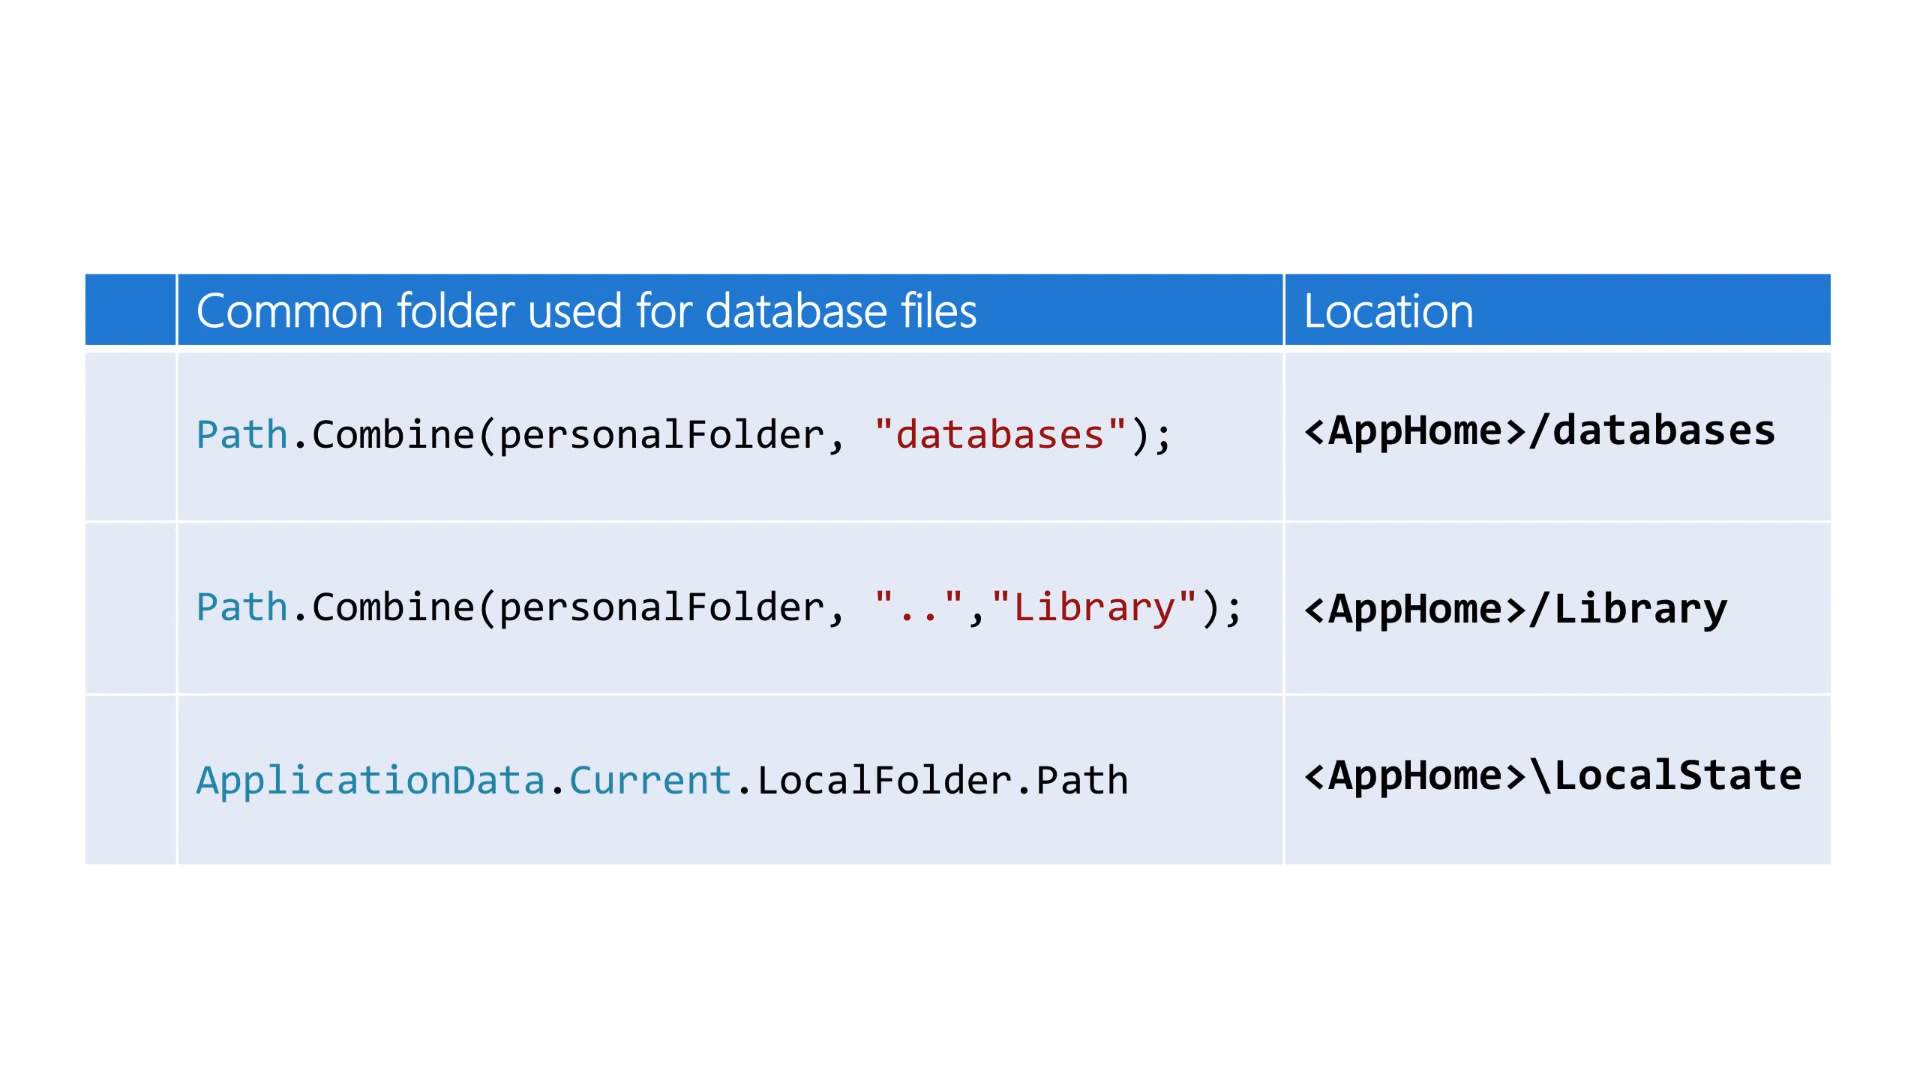 Common folder used for database files Location
Path.Combine(personalFolder, "databases"); <AppHome>/databases
Path.Combine(personalFolder, "..","Library"); <AppHome>/Library
ApplicationData.Current.LocalFolder.Path <AppHome>\LocalState